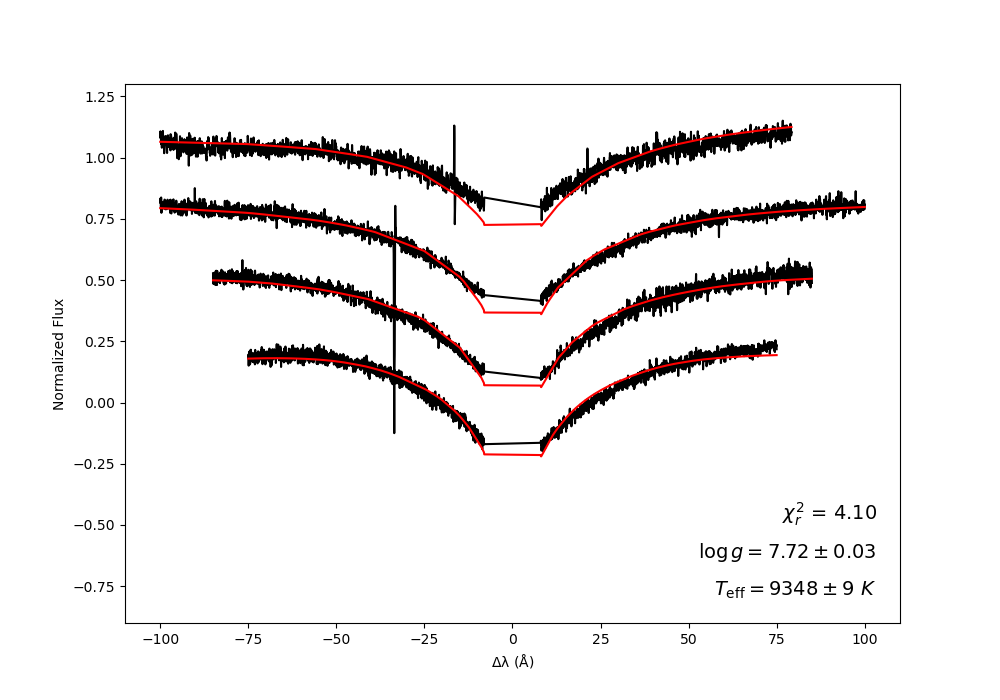 1.25
1.00
0.75
0.50
0.25
0.00
−0.25
−0.50
−0.75
Normalized Flux
χ²ᵣ = 4.10
log g = 7.72 ± 0.03
T_eff = 9348 ± 9 K
−100 −75 −50 −25 0 25 50 75 100
Δλ (Å)